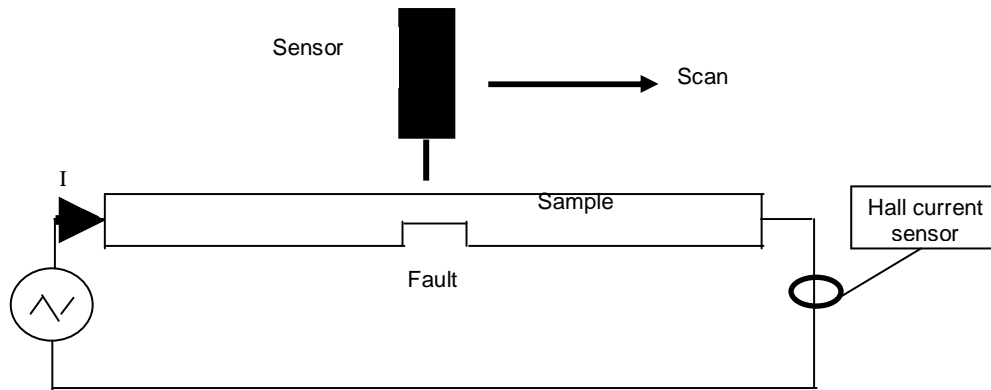 Sensor
Scan
I
Sample
Hall current
sensor
Fault